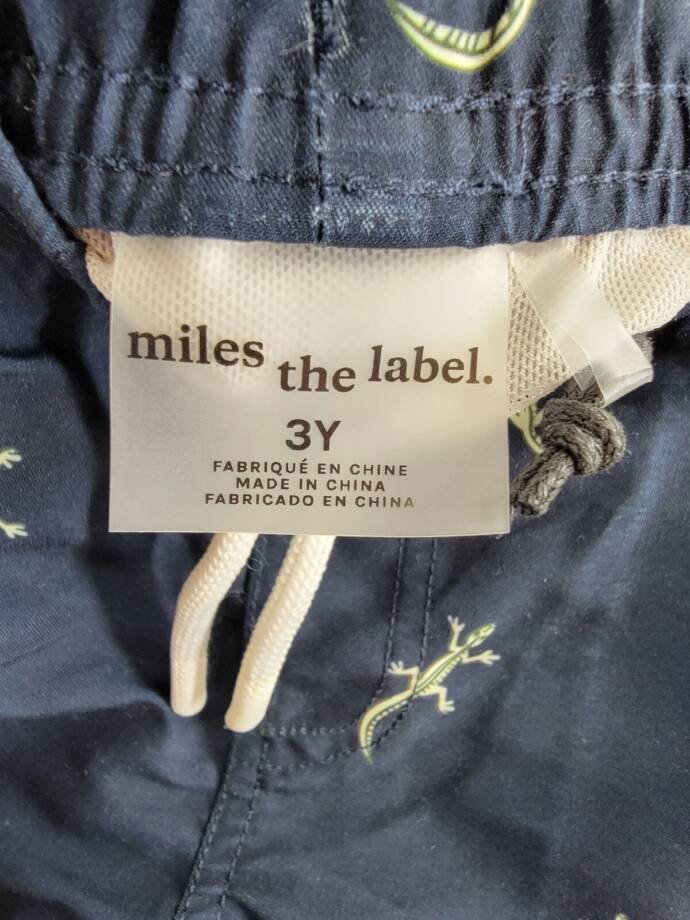 miles the label.
3Y
FABRIQUÉ EN CHINE
MADE IN CHINA
FABRICADO EN CHINA